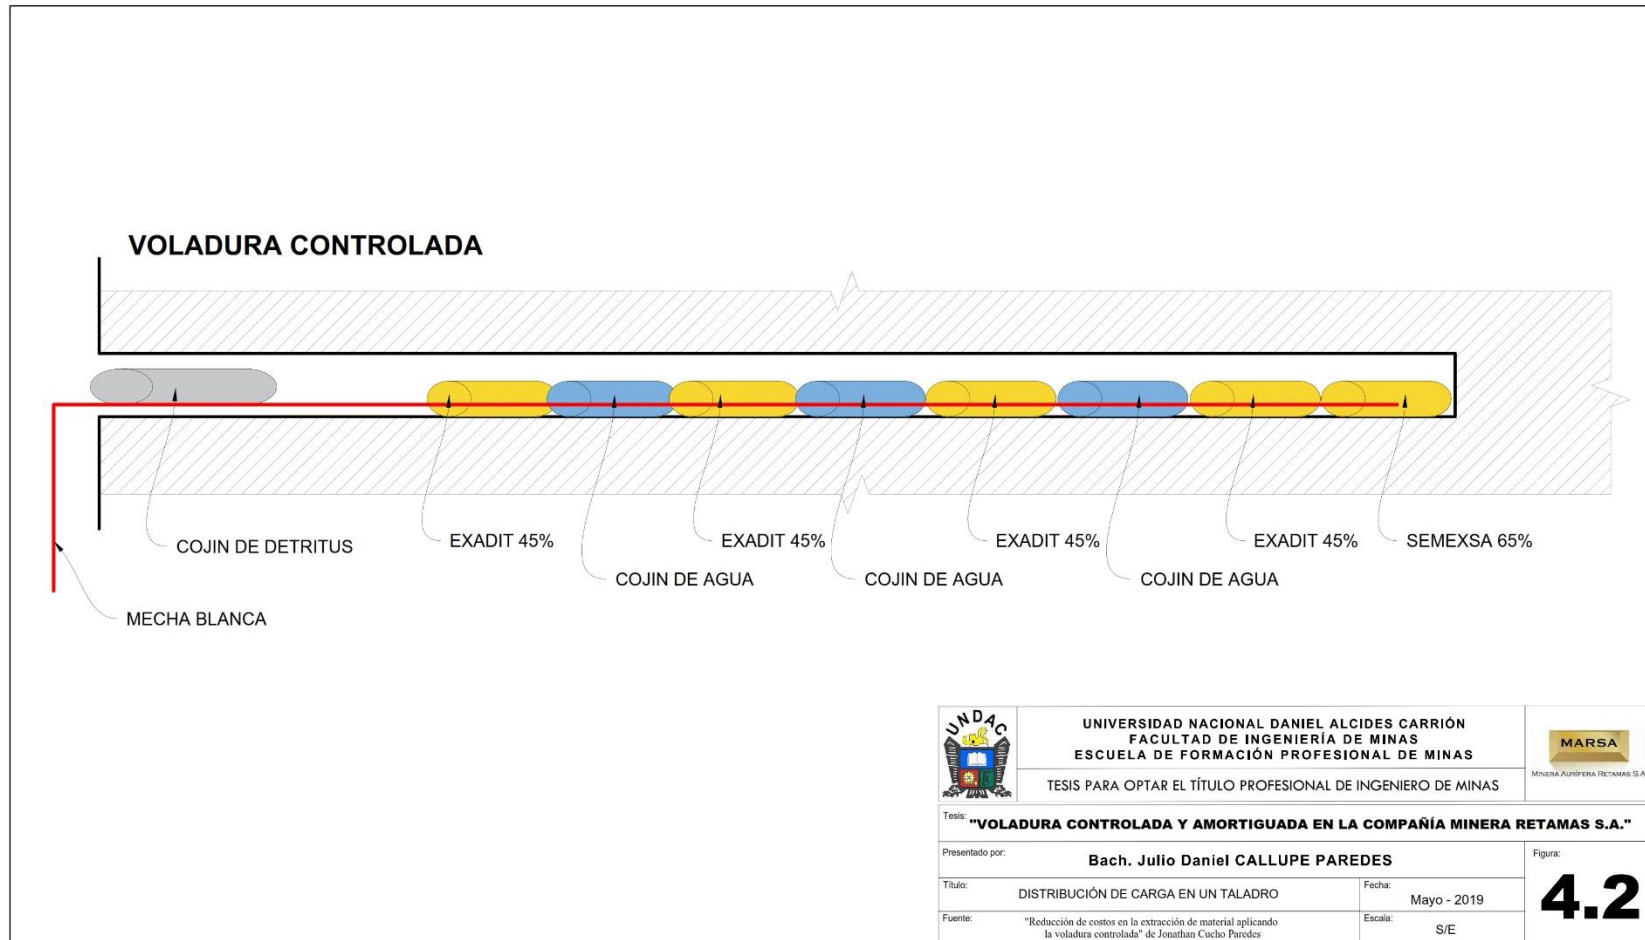 VOLADURA CONTROLADA
COJIN DE DETRITUS
EXADIT 45%
EXADIT 45%
EXADIT 45%
EXADIT 45%
SEMEXSA 65%
COJIN DE AGUA
COJIN DE AGUA
COJIN DE AGUA
MECHA BLANCA
UNDAC
UNIVERSIDAD NACIONAL DANIEL ALCIDES CARRIÓN
FACULTAD DE INGENIERÍA DE MINAS
ESCUELA DE FORMACIÓN PROFESIONAL DE MINAS
TESIS PARA OPTAR EL TÍTULO PROFESIONAL DE INGENIERO DE MINAS
MARSA
MINERA AURÍFERA RETAMAS S.A
Tesis: "VOLADURA CONTROLADA Y AMORTIGUADA EN LA COMPAÑÍA MINERA RETAMAS S.A."
Presentado por: Bach. Julio Daniel CALLUPE PAREDES
Figura:
4.2
Título: DISTRIBUCIÓN DE CARGA EN UN TALADRO
Fecha: Mayo - 2019
Fuente: "Reducción de costos en la extracción de material aplicando
la voladura controlada" de Jonathan Cucho Paredes
Escala: S/E